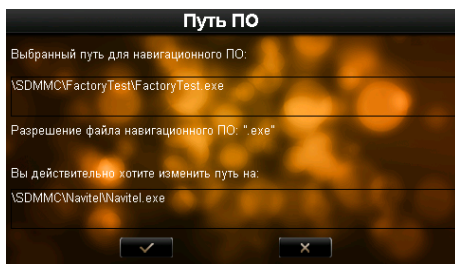 Путь ПО
Выбранный путь для навигационного ПО:
\SDMMC\FactoryTest\FactoryTest.exe
Разрешение файла навигационного ПО: ".exe"
Вы действительно хотите изменить путь на:
\SDMMC\Navitel\Navitel.exe